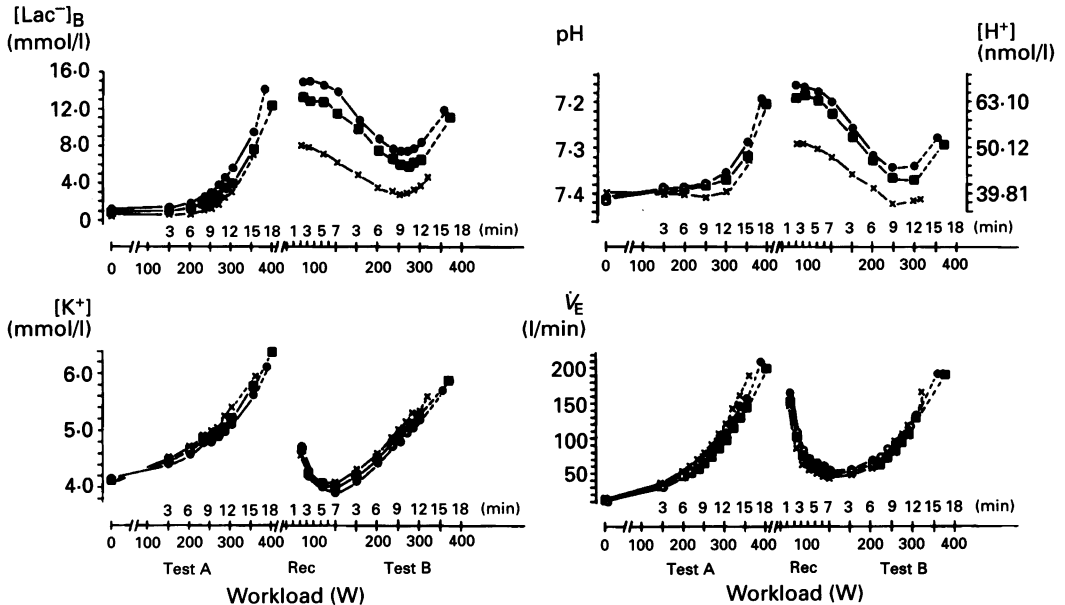 [Lac⁻]B
(mmol/l)
16·0
12·0
8·0
4·0
0
3 6 9 12 15 18 1 3 5 7 3 6 9 12 15 18 (min)
0 100 200 300 400 100 200 300 400
pH
[H⁺]
(nmol/l)
7·2 63·10
7·3 50·12
7·4 39·81
3 6 9 12 15 18 1 3 5 7 3 6 9 12 15 18 (min)
0 100 200 300 400 100 200 300 400
[K⁺]
(mmol/l)
6·0
5·0
4·0
3 6 9 12 15 18 1 3 5 7 3 6 9 12 15 18 (min)
0 100 200 300 400 100 200 300 400
Test A Rec Test B
Workload (W)
V̇E
(l/min)
200
150
100
50
3 6 9 12 15 18 1 3 5 7 3 6 9 12 15 18 (min)
0 100 200 300 400 100 200 300 400
Test A Rec Test B
Workload (W)